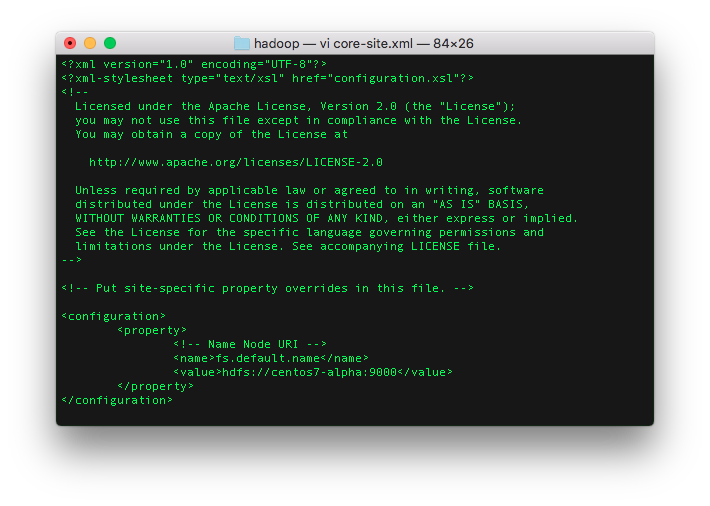 hadoop — vi core-site.xml — 84×26
<?xml version="1.0" encoding="UTF-8"?>
<?xml-stylesheet type="text/xsl" href="configuration.xsl"?>
<!--
  Licensed under the Apache License, Version 2.0 (the "License");
  you may not use this file except in compliance with the License.
  You may obtain a copy of the License at

    http://www.apache.org/licenses/LICENSE-2.0

  Unless required by applicable law or agreed to in writing, software
  distributed under the License is distributed on an "AS IS" BASIS,
  WITHOUT WARRANTIES OR CONDITIONS OF ANY KIND, either express or implied.
  See the License for the specific language governing permissions and
  limitations under the License. See accompanying LICENSE file.
-->

<!-- Put site-specific property overrides in this file. -->

<configuration>
        <property>
                <!-- Name Node URI -->
                <name>fs.default.name</name>
                <value>hdfs://centos7-alpha:9000</value>
        </property>
</configuration>